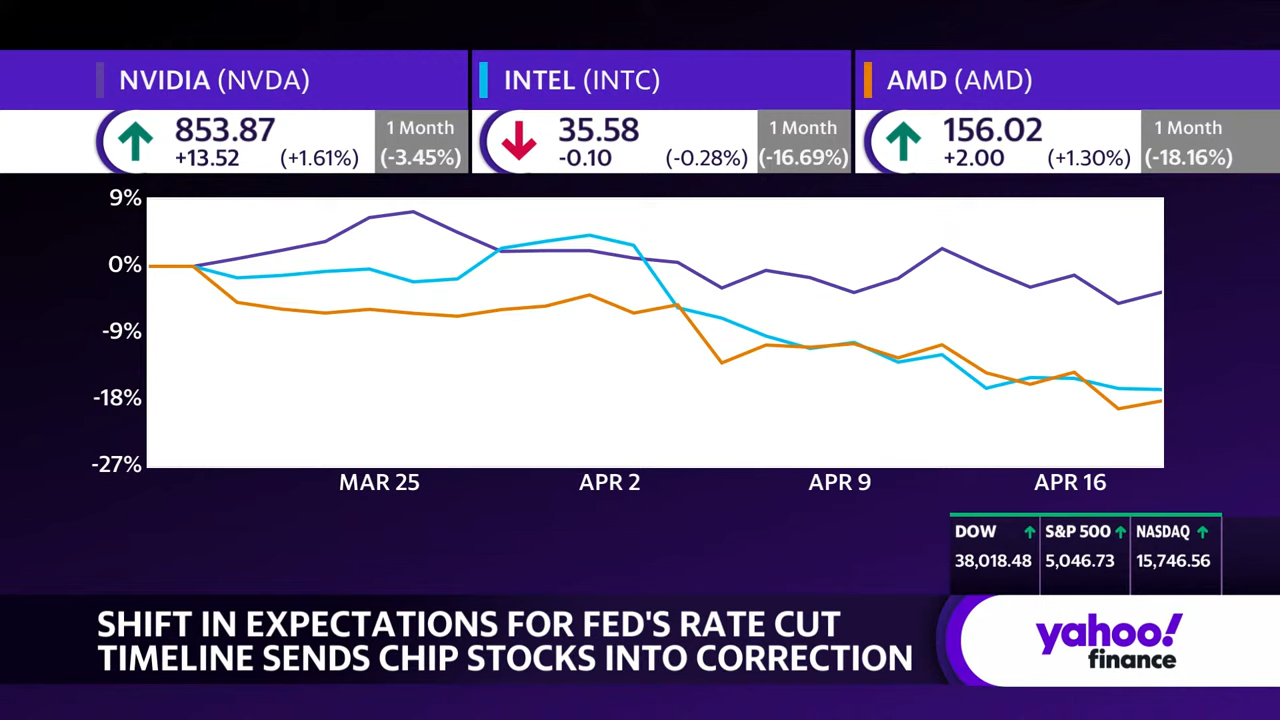 NVIDIA (NVDA)
853.87
+13.52 (+1.61%)
1 Month
(-3.45%)
INTEL (INTC)
35.58
-0.10 (-0.28%)
1 Month
(-16.69%)
AMD (AMD)
156.02
+2.00 (+1.30%)
1 Month
(-18.16%)
9%
0%
-9%
-18%
-27%
MAR 25 APR 2 APR 9 APR 16
DOW
38,018.48
S&P 500
5,046.73
NASDAQ
15,746.56
SHIFT IN EXPECTATIONS FOR FED'S RATE CUT
TIMELINE SENDS CHIP STOCKS INTO CORRECTION
yahoo!
finance